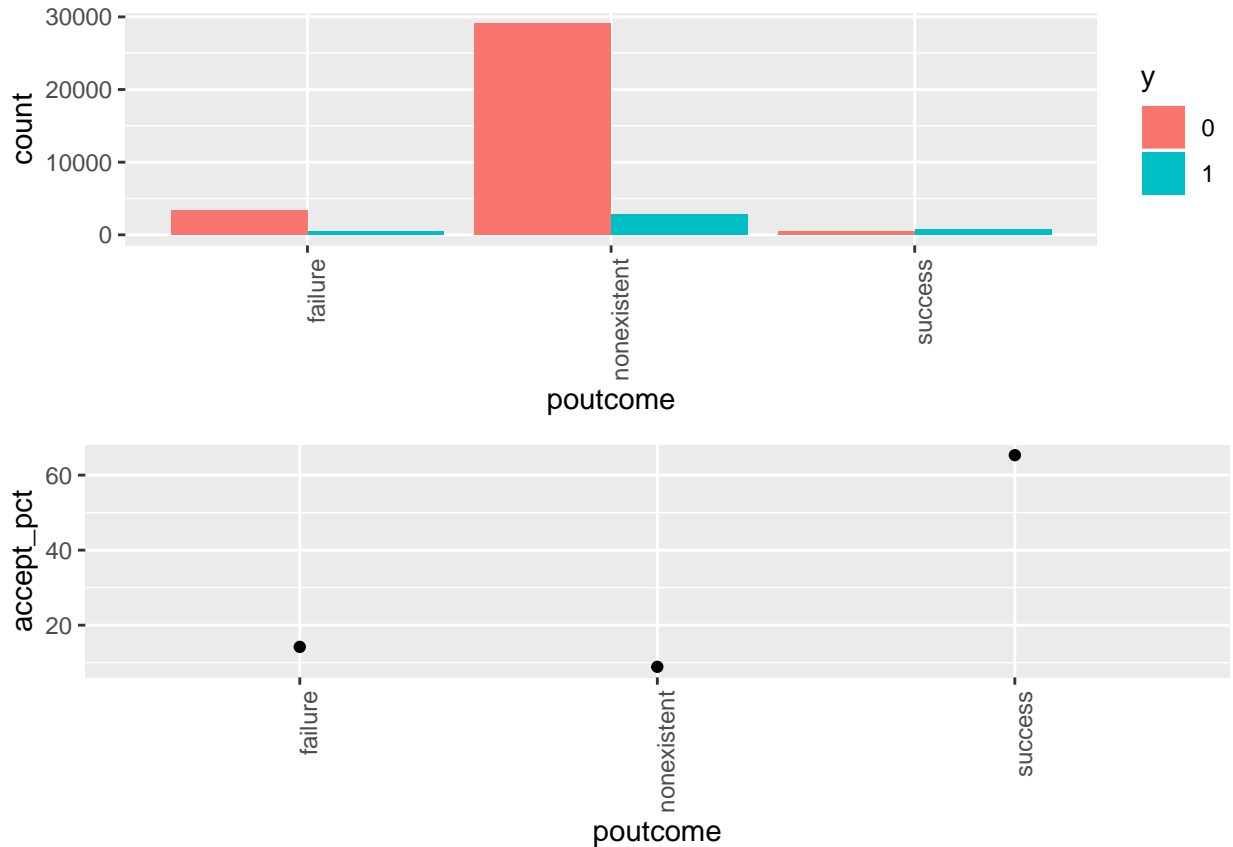 30000
20000
10000
0
count
failure
nonexistent
success
poutcome
y
0
1
60
40
20
accept_pct
failure
nonexistent
success
poutcome